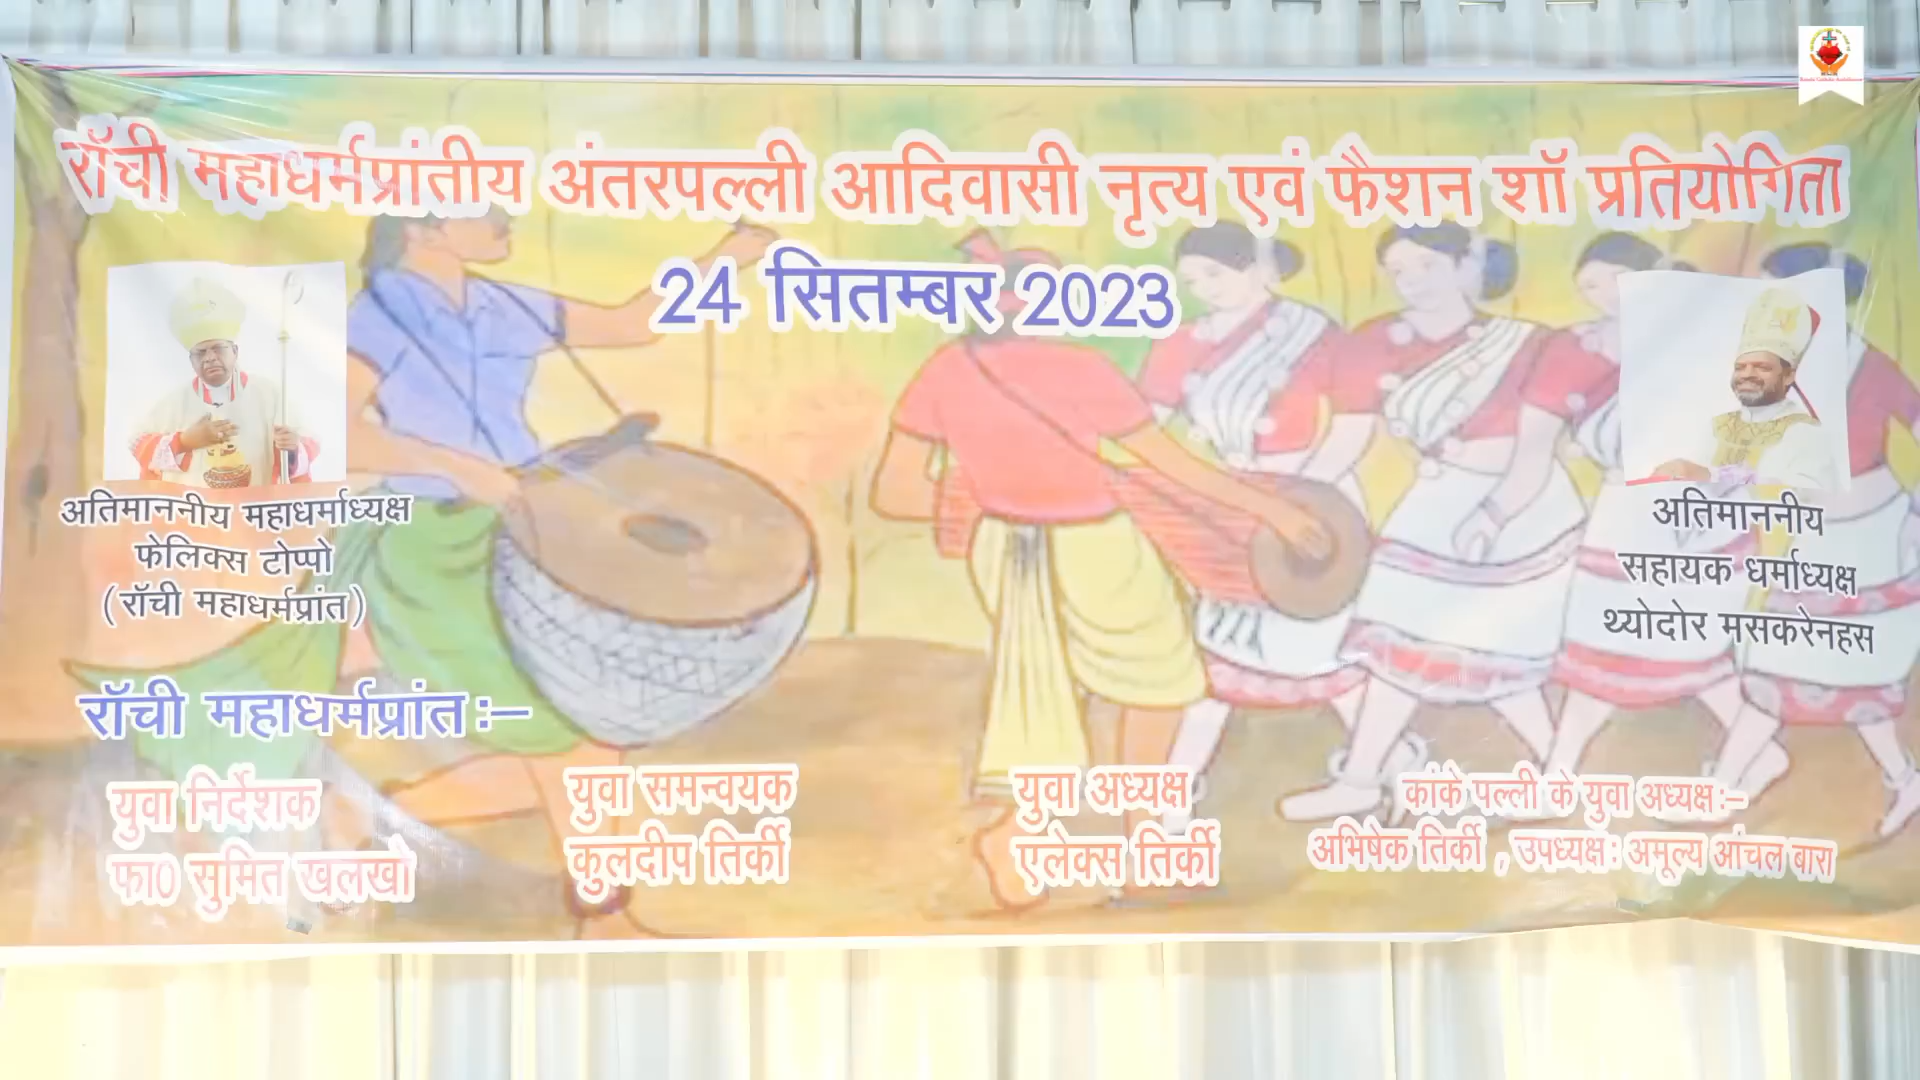 रॉची महाधर्मप्रांतीय अंतरपल्ली आदिवासी नृत्य एवं फैशन शॉ प्रतियोगिता
24 सितम्बर 2023
अतिमाननीय महाधर्माध्यक्ष
फेलिक्स टोप्पो
(रॉची महाधर्मप्रांत)
अतिमाननीय
सहायक धर्माध्यक्ष
थ्योदोर मसकरेनहस
रॉची महाधर्मप्रांत :–
युवा निर्देशक
फा0 सुमित खलखो
युवा समन्वयक
कुलदीप तिर्की
युवा अध्यक्ष
एलेक्स तिर्की
कांके पल्ली के युवा अध्यक्ष :–
अभिषेक तिर्की , उपध्यक्ष : अमूल्य आंचल बारा